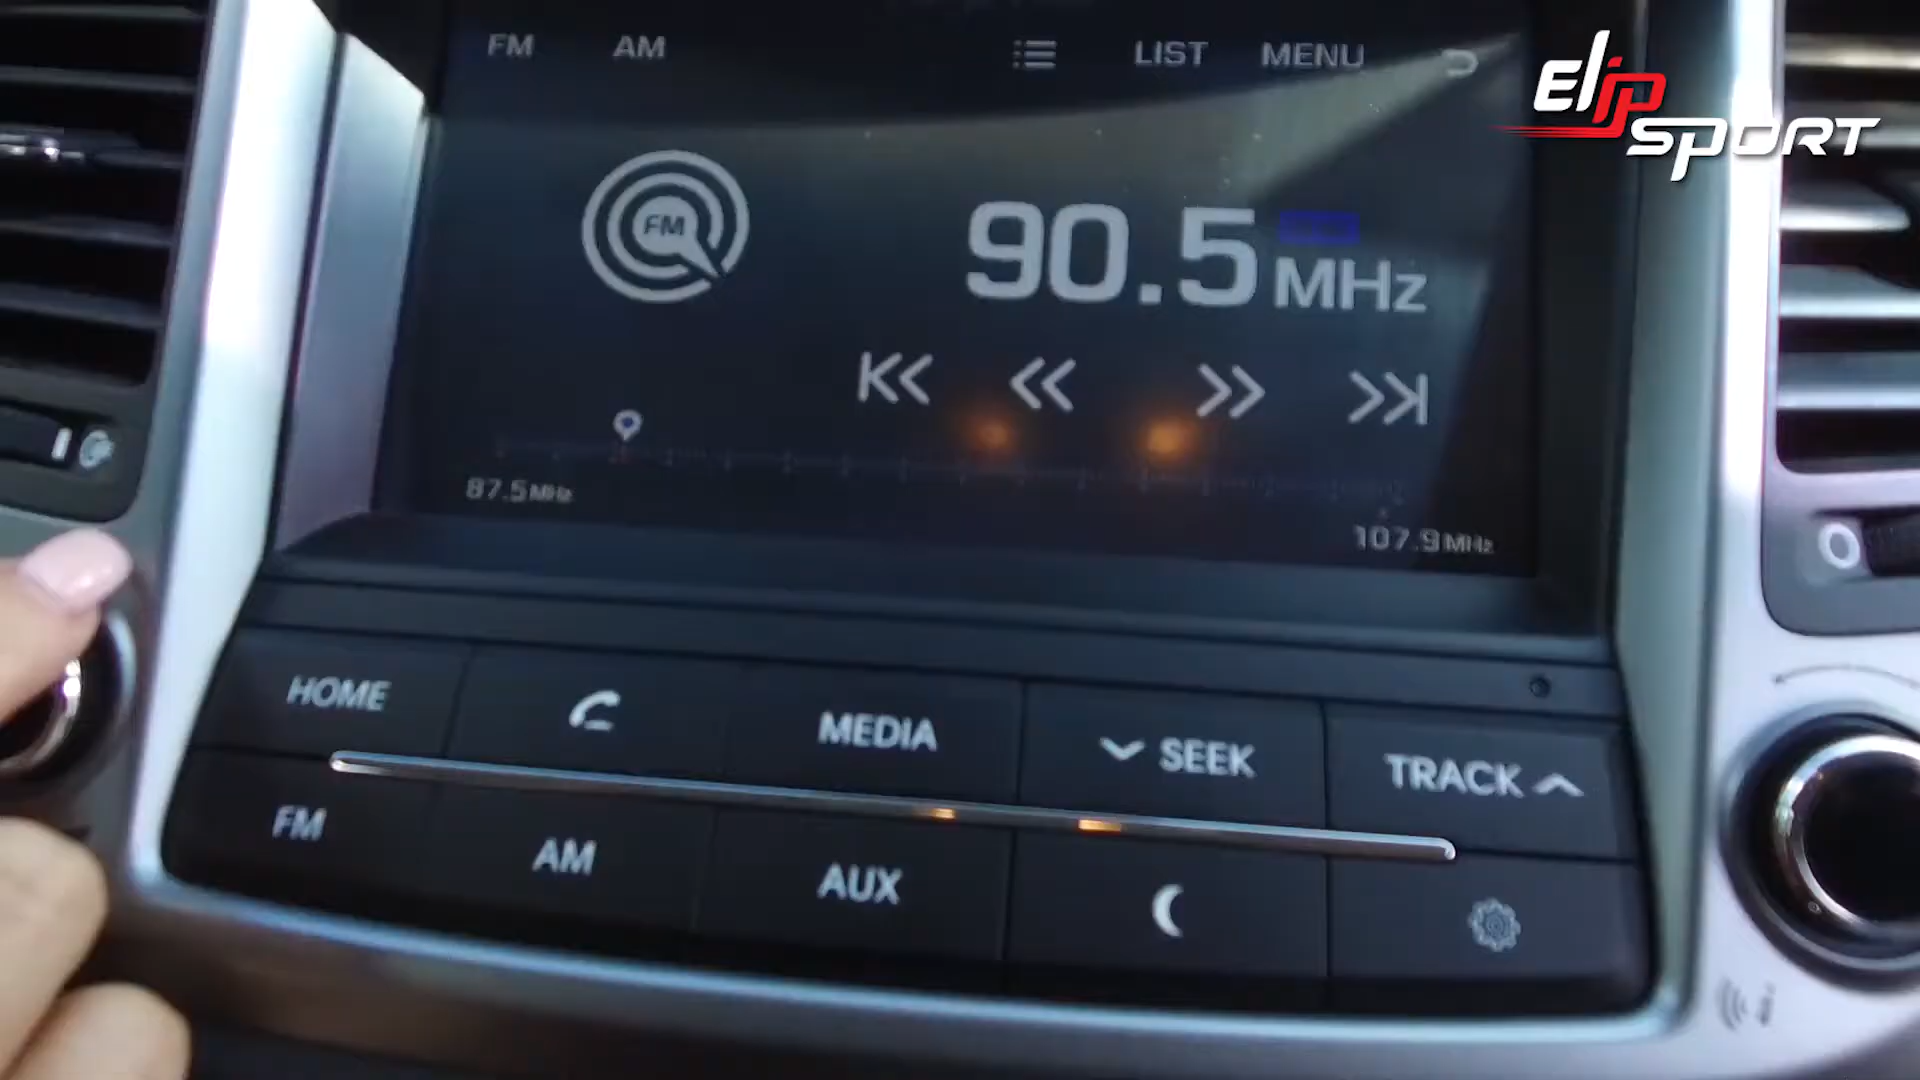 FM AM LIST MENU
Elip
SPORT
FM
90.5 MHz
87.5MHz
107.9MHz
HOME MEDIA SEEK TRACK
FM AM AUX